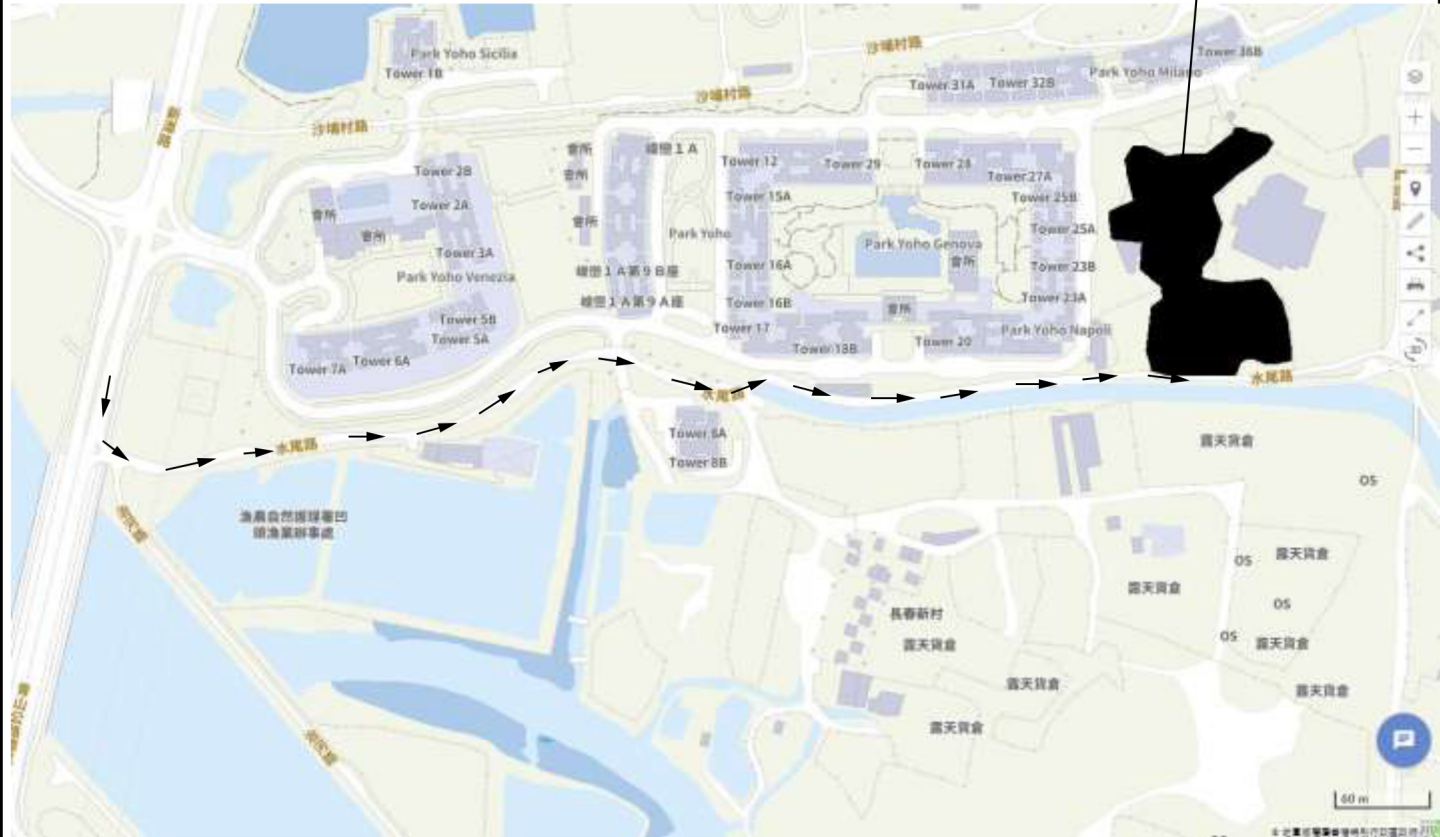 Park Yoho Sicilia
Tower 1B
沙埔村路
Tower 36B
Park Yoho Milano
Tower 31A
Tower 32B
沙埔村路
沙埔村路
會所
峰巒1A
Tower 12
Tower 29
Tower 28
會所
Tower 2B
Tower 27A
Tower 15A
Tower 25B
Tower 2A
會所
會所
會所
Park Yoho
Tower 25A
Park Yoho Genova
Tower 3A
會所
Tower 16A
Tower 23B
Park Yoho Venezia
Tower 16B
Tower 23A
會所
Tower 5B
Tower 17
Park Yoho Napoli
Tower 5A
Tower 18B
Tower 20
Tower 6A
Tower 7A
水尾路
水尾路
Tower 8A
水尾路
露天貨倉
Tower 8B
OS
漁農自然護理署凹
頭漁業辦事處
OS
露天貨倉
露天貨倉
OS
長春新村
OS
露天貨倉
露天貨倉
露天貨倉
露天貨倉
露天貨倉
60 m